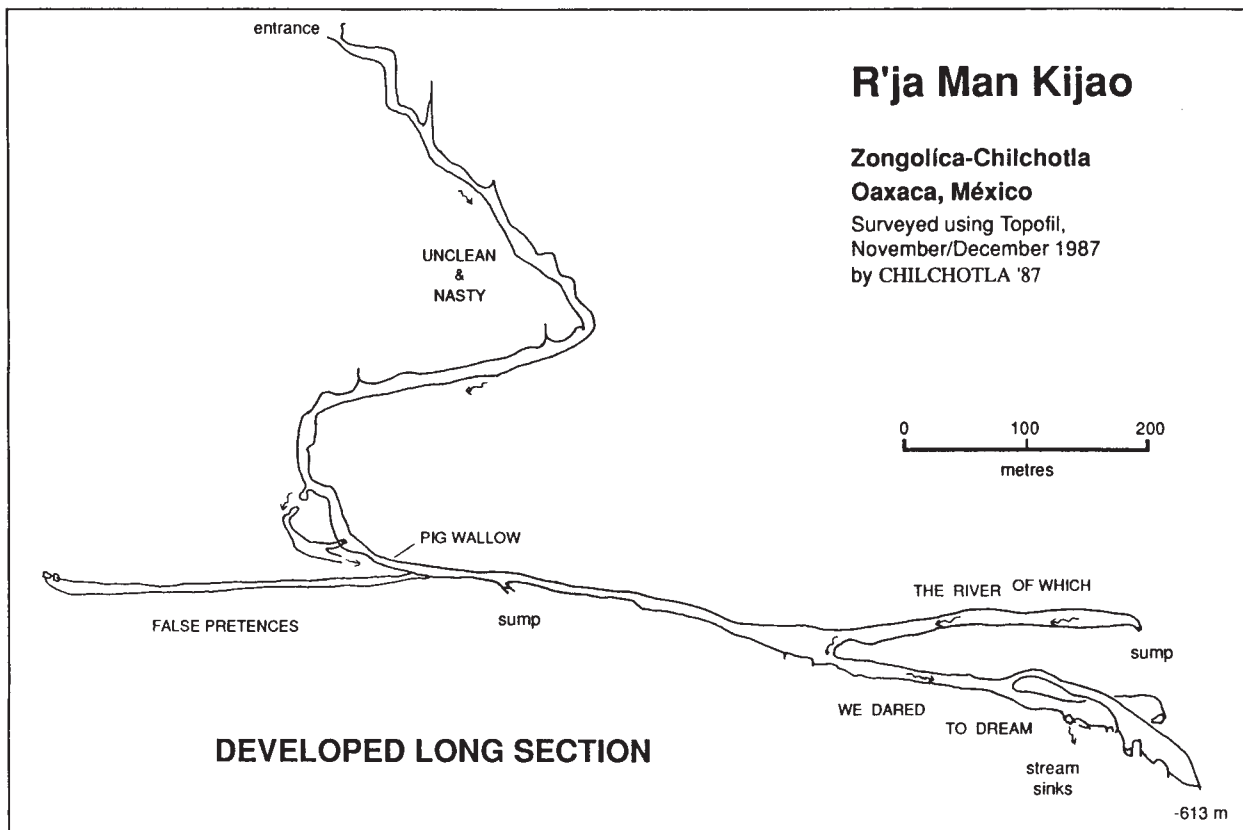 entrance
R'ja Man Kijao
Zongolíca-Chilchotla
Oaxaca, México
Surveyed using Topofil,
November/December 1987
by CHILCHOTLA '87
UNCLEAN
&
NASTY
0 100 200
metres
PIG WALLOW
THE RIVER OF WHICH
FALSE PRETENCES
sump
sump
WE DARED
TO DREAM
DEVELOPED LONG SECTION
stream
sinks
-613 m